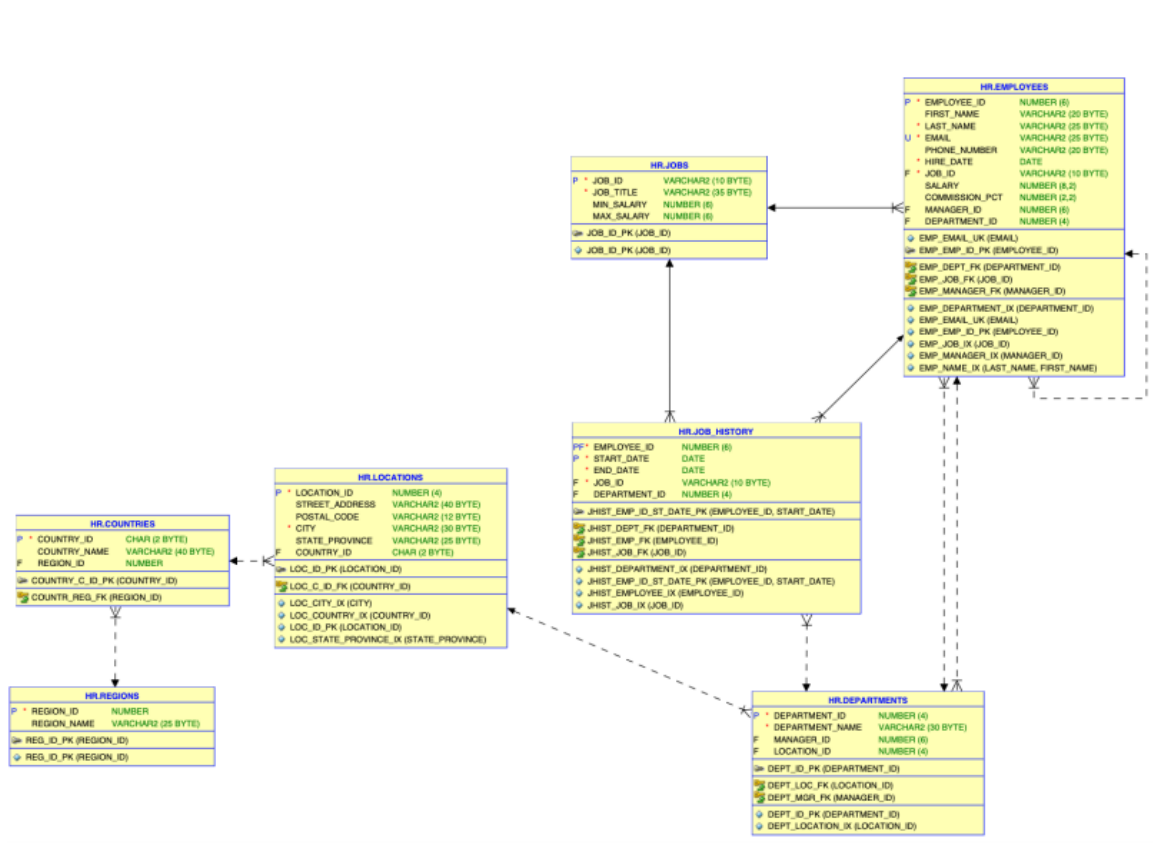 HR.EMPLOYEES
P * EMPLOYEE_ID NUMBER (6)
FIRST_NAME VARCHAR2 (20 BYTE)
* LAST_NAME VARCHAR2 (25 BYTE)
U * EMAIL VARCHAR2 (25 BYTE)
PHONE_NUMBER VARCHAR2 (20 BYTE)
* HIRE_DATE DATE
F * JOB_ID VARCHAR2 (10 BYTE)
SALARY NUMBER (8,2)
COMMISSION_PCT NUMBER (2,2)
F MANAGER_ID NUMBER (6)
F DEPARTMENT_ID NUMBER (4)
EMP_EMAIL_UK (EMAIL)
EMP_EMP_ID_PK (EMPLOYEE_ID)
EMP_DEPT_FK (DEPARTMENT_ID)
EMP_JOB_FK (JOB_ID)
EMP_MANAGER_FK (MANAGER_ID)
EMP_DEPARTMENT_IX (DEPARTMENT_ID)
EMP_EMAIL_UK (EMAIL)
EMP_EMP_ID_PK (EMPLOYEE_ID)
EMP_JOB_IX (JOB_ID)
EMP_MANAGER_IX (MANAGER_ID)
EMP_NAME_IX (LAST_NAME, FIRST_NAME)
HR.JOBS
P * JOB_ID VARCHAR2 (10 BYTE)
* JOB_TITLE VARCHAR2 (35 BYTE)
MIN_SALARY NUMBER (6)
MAX_SALARY NUMBER (6)
JOB_ID_PK (JOB_ID)
JOB_ID_PK (JOB_ID)
HR.JOB_HISTORY
PF * EMPLOYEE_ID NUMBER (6)
P * START_DATE DATE
* END_DATE DATE
F * JOB_ID VARCHAR2 (10 BYTE)
F DEPARTMENT_ID NUMBER (4)
JHIST_EMP_ID_ST_DATE_PK (EMPLOYEE_ID, START_DATE)
JHIST_DEPT_FK (DEPARTMENT_ID)
JHIST_EMP_FK (EMPLOYEE_ID)
JHIST_JOB_FK (JOB_ID)
JHIST_DEPARTMENT_IX (DEPARTMENT_ID)
JHIST_EMP_ID_ST_DATE_PK (EMPLOYEE_ID, START_DATE)
JHIST_EMPLOYEE_IX (EMPLOYEE_ID)
JHIST_JOB_IX (JOB_ID)
HR.LOCATIONS
P * LOCATION_ID NUMBER (4)
STREET_ADDRESS VARCHAR2 (40 BYTE)
POSTAL_CODE VARCHAR2 (12 BYTE)
* CITY VARCHAR2 (30 BYTE)
STATE_PROVINCE VARCHAR2 (25 BYTE)
F COUNTRY_ID CHAR (2 BYTE)
LOC_ID_PK (LOCATION_ID)
LOC_C_ID_FK (COUNTRY_ID)
LOC_CITY_IX (CITY)
LOC_COUNTRY_IX (COUNTRY_ID)
LOC_ID_PK (LOCATION_ID)
LOC_STATE_PROVINCE_IX (STATE_PROVINCE)
HR.COUNTRIES
P * COUNTRY_ID CHAR (2 BYTE)
COUNTRY_NAME VARCHAR2 (40 BYTE)
F REGION_ID NUMBER
COUNTRY_C_ID_PK (COUNTRY_ID)
COUNTR_REG_FK (REGION_ID)
HR.REGIONS
P * REGION_ID NUMBER
REGION_NAME VARCHAR2 (25 BYTE)
REG_ID_PK (REGION_ID)
REG_ID_PK (REGION_ID)
HR.DEPARTMENTS
P * DEPARTMENT_ID NUMBER (4)
* DEPARTMENT_NAME VARCHAR2 (30 BYTE)
F MANAGER_ID NUMBER (6)
F LOCATION_ID NUMBER (4)
DEPT_ID_PK (DEPARTMENT_ID)
DEPT_LOC_FK (LOCATION_ID)
DEPT_MGR_FK (MANAGER_ID)
DEPT_ID_PK (DEPARTMENT_ID)
DEPT_LOCATION_IX (LOCATION_ID)